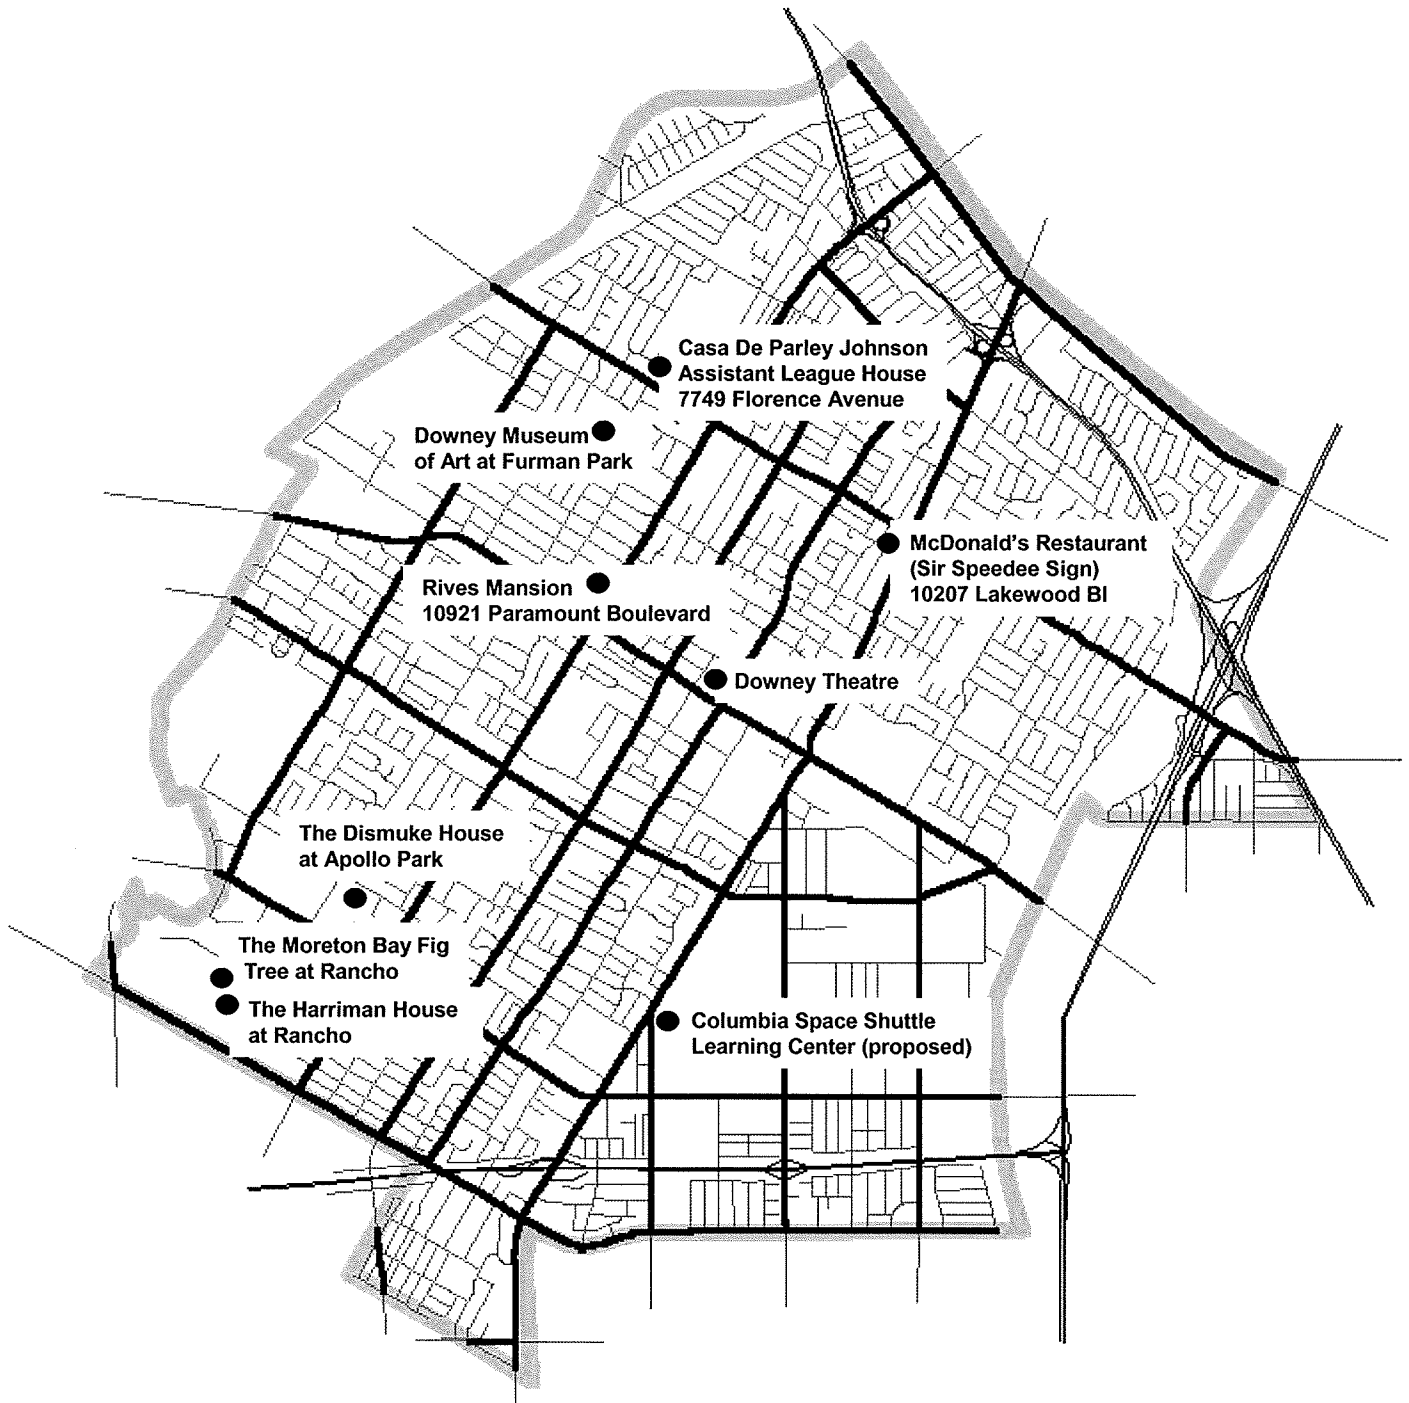 Casa De Parley Johnson
Assistant League House
7749 Florence Avenue
Downey Museum
of Art at Furman Park
McDonald's Restaurant
(Sir Speedee Sign)
10207 Lakewood Bl
Rives Mansion
10921 Paramount Boulevard
Downey Theatre
The Dismuke House
at Apollo Park
The Moreton Bay Fig
Tree at Rancho
The Harriman House
at Rancho
Columbia Space Shuttle
Learning Center (proposed)